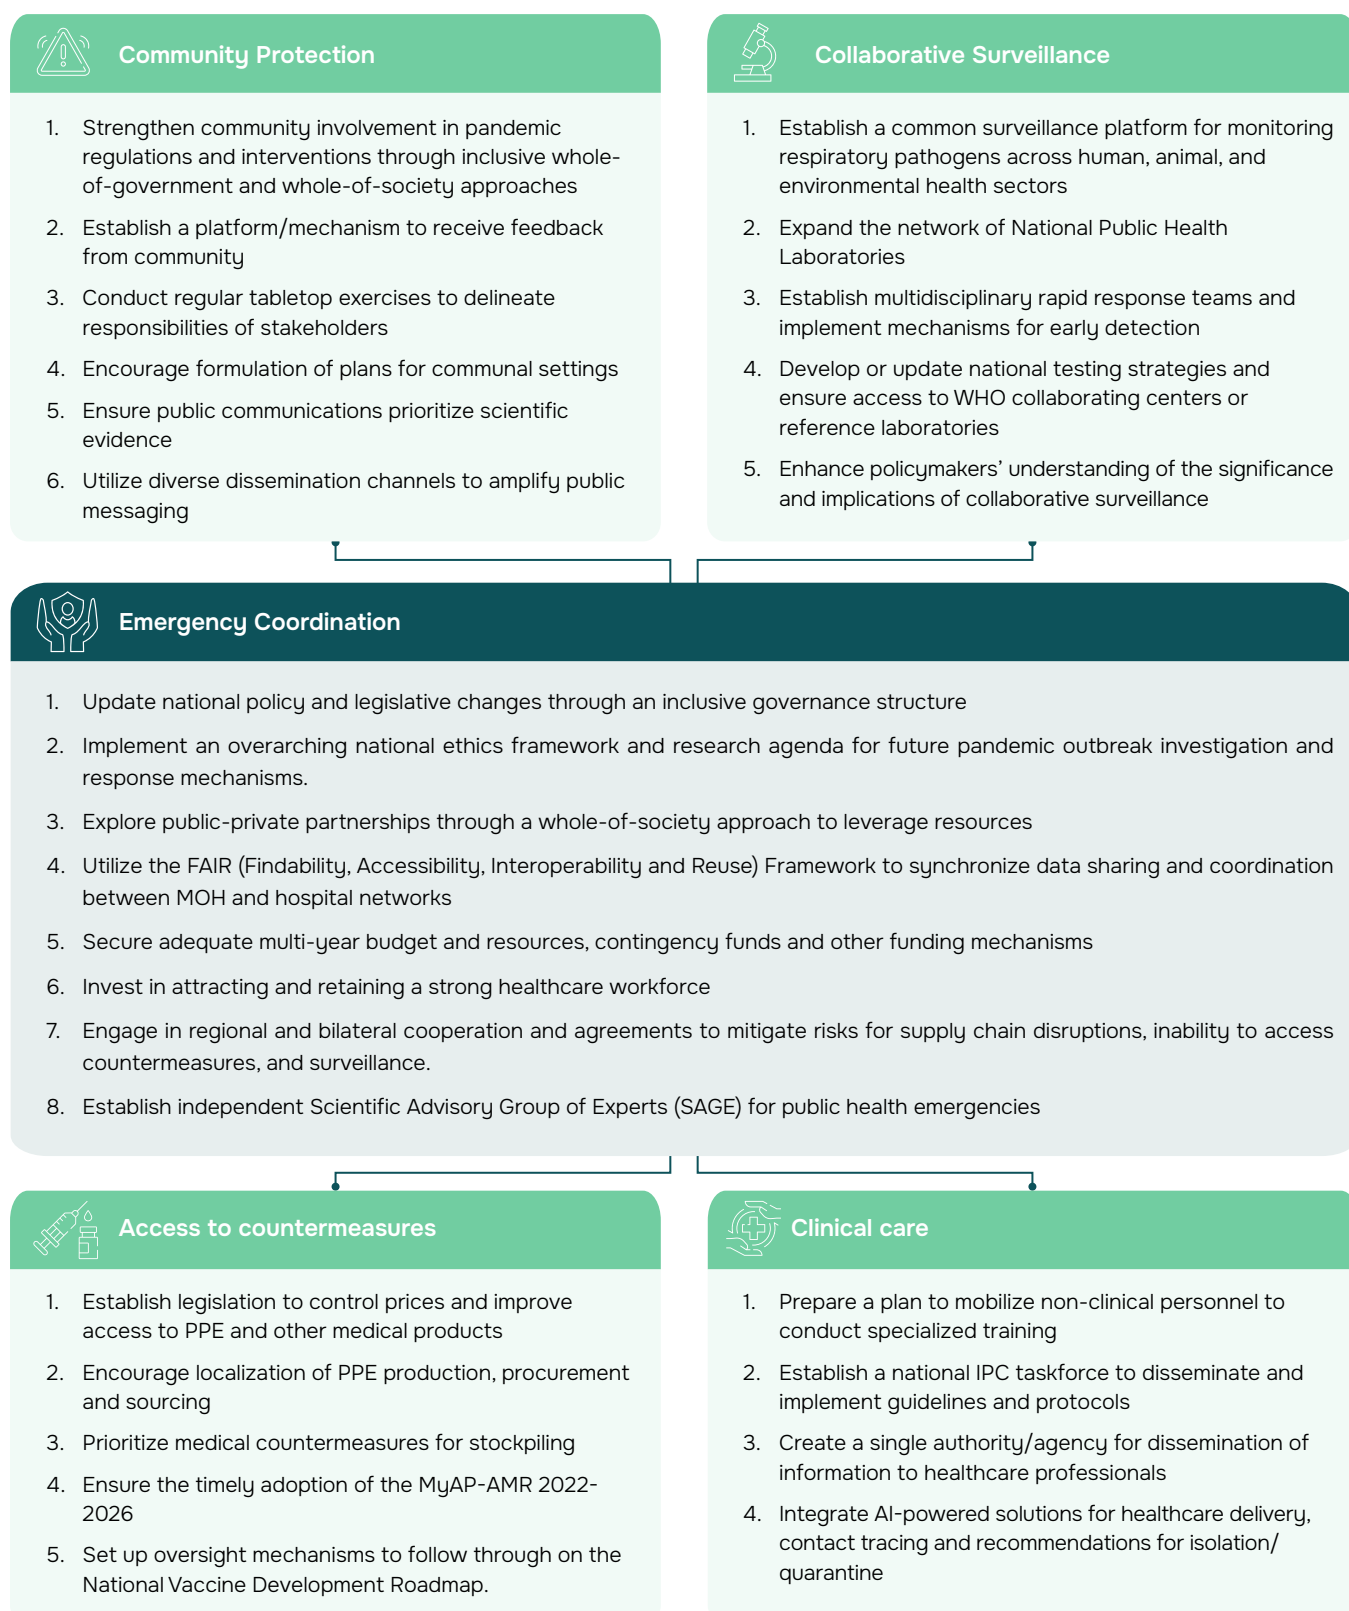 Community Protection
1. Strengthen community involvement in pandemic
regulations and interventions through inclusive whole-
of-government and whole-of-society approaches
2. Establish a platform/mechanism to receive feedback
from community
3. Conduct regular tabletop exercises to delineate
responsibilities of stakeholders
4. Encourage formulation of plans for communal settings
5. Ensure public communications prioritize scientific
evidence
6. Utilize diverse dissemination channels to amplify public
messaging
Collaborative Surveillance
1. Establish a common surveillance platform for monitoring
respiratory pathogens across human, animal, and
environmental health sectors
2. Expand the network of National Public Health
Laboratories
3. Establish multidisciplinary rapid response teams and
implement mechanisms for early detection
4. Develop or update national testing strategies and
ensure access to WHO collaborating centers or
reference laboratories
5. Enhance policymakers’ understanding of the significance
and implications of collaborative surveillance
Emergency Coordination
1. Update national policy and legislative changes through an inclusive governance structure
2. Implement an overarching national ethics framework and research agenda for future pandemic outbreak investigation and
response mechanisms.
3. Explore public-private partnerships through a whole-of-society approach to leverage resources
4. Utilize the FAIR (Findability, Accessibility, Interoperability and Reuse) Framework to synchronize data sharing and coordination
between MOH and hospital networks
5. Secure adequate multi-year budget and resources, contingency funds and other funding mechanisms
6. Invest in attracting and retaining a strong healthcare workforce
7. Engage in regional and bilateral cooperation and agreements to mitigate risks for supply chain disruptions, inability to access
countermeasures, and surveillance.
8. Establish independent Scientific Advisory Group of Experts (SAGE) for public health emergencies
Access to countermeasures
1. Establish legislation to control prices and improve
access to PPE and other medical products
2. Encourage localization of PPE production, procurement
and sourcing
3. Prioritize medical countermeasures for stockpiling
4. Ensure the timely adoption of the MyAP-AMR 2022-
2026
5. Set up oversight mechanisms to follow through on the
National Vaccine Development Roadmap.
Clinical care
1. Prepare a plan to mobilize non-clinical personnel to
conduct specialized training
2. Establish a national IPC taskforce to disseminate and
implement guidelines and protocols
3. Create a single authority/agency for dissemination of
information to healthcare professionals
4. Integrate AI-powered solutions for healthcare delivery,
contact tracing and recommendations for isolation/
quarantine